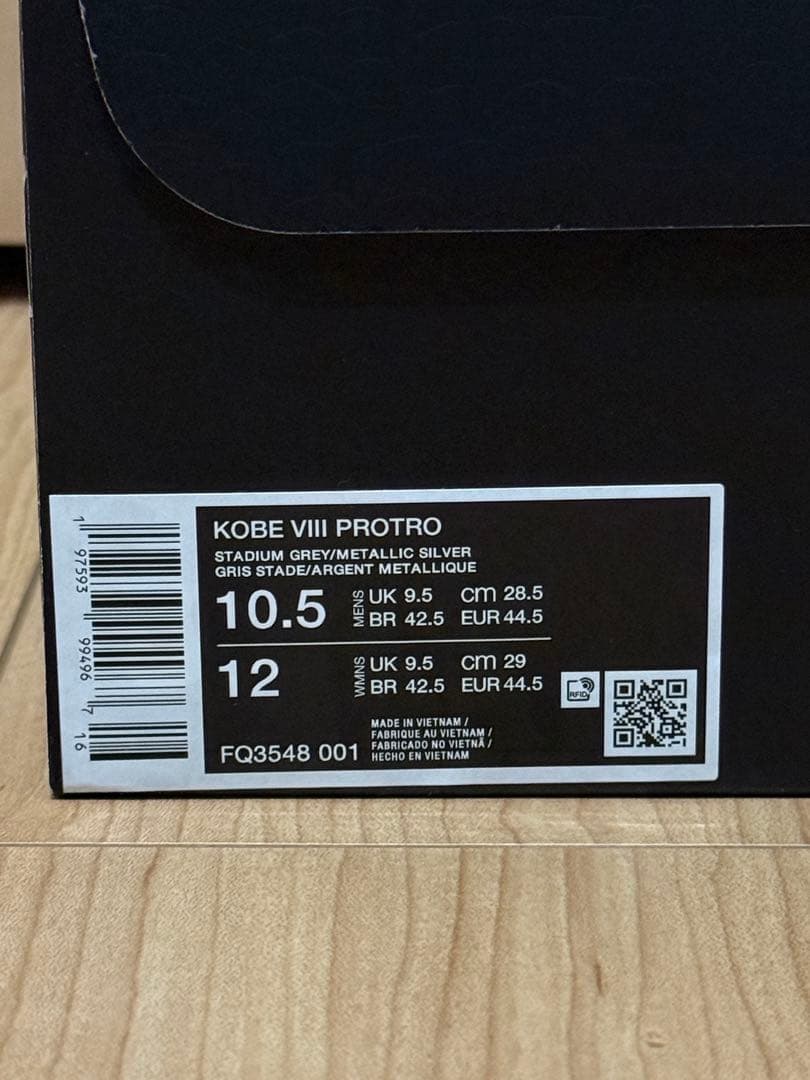 KOBE VIII PROTRO
STADIUM GREY/METALLIC SILVER
GRIS STADE/ARGENT METALLIQUE
10.5 MENS UK 9.5 cm 28.5
BR 42.5 EUR 44.5
12 WMNS UK 9.5 cm 29
BR 42.5 EUR 44.5
RFID
FQ3548 001
MADE IN VIETNAM /
FABRIQUE AU VIETNAM /
FABRICADO NO VIETNÃ /
HECHO EN VIETNAM
1 97593 99496 7 16